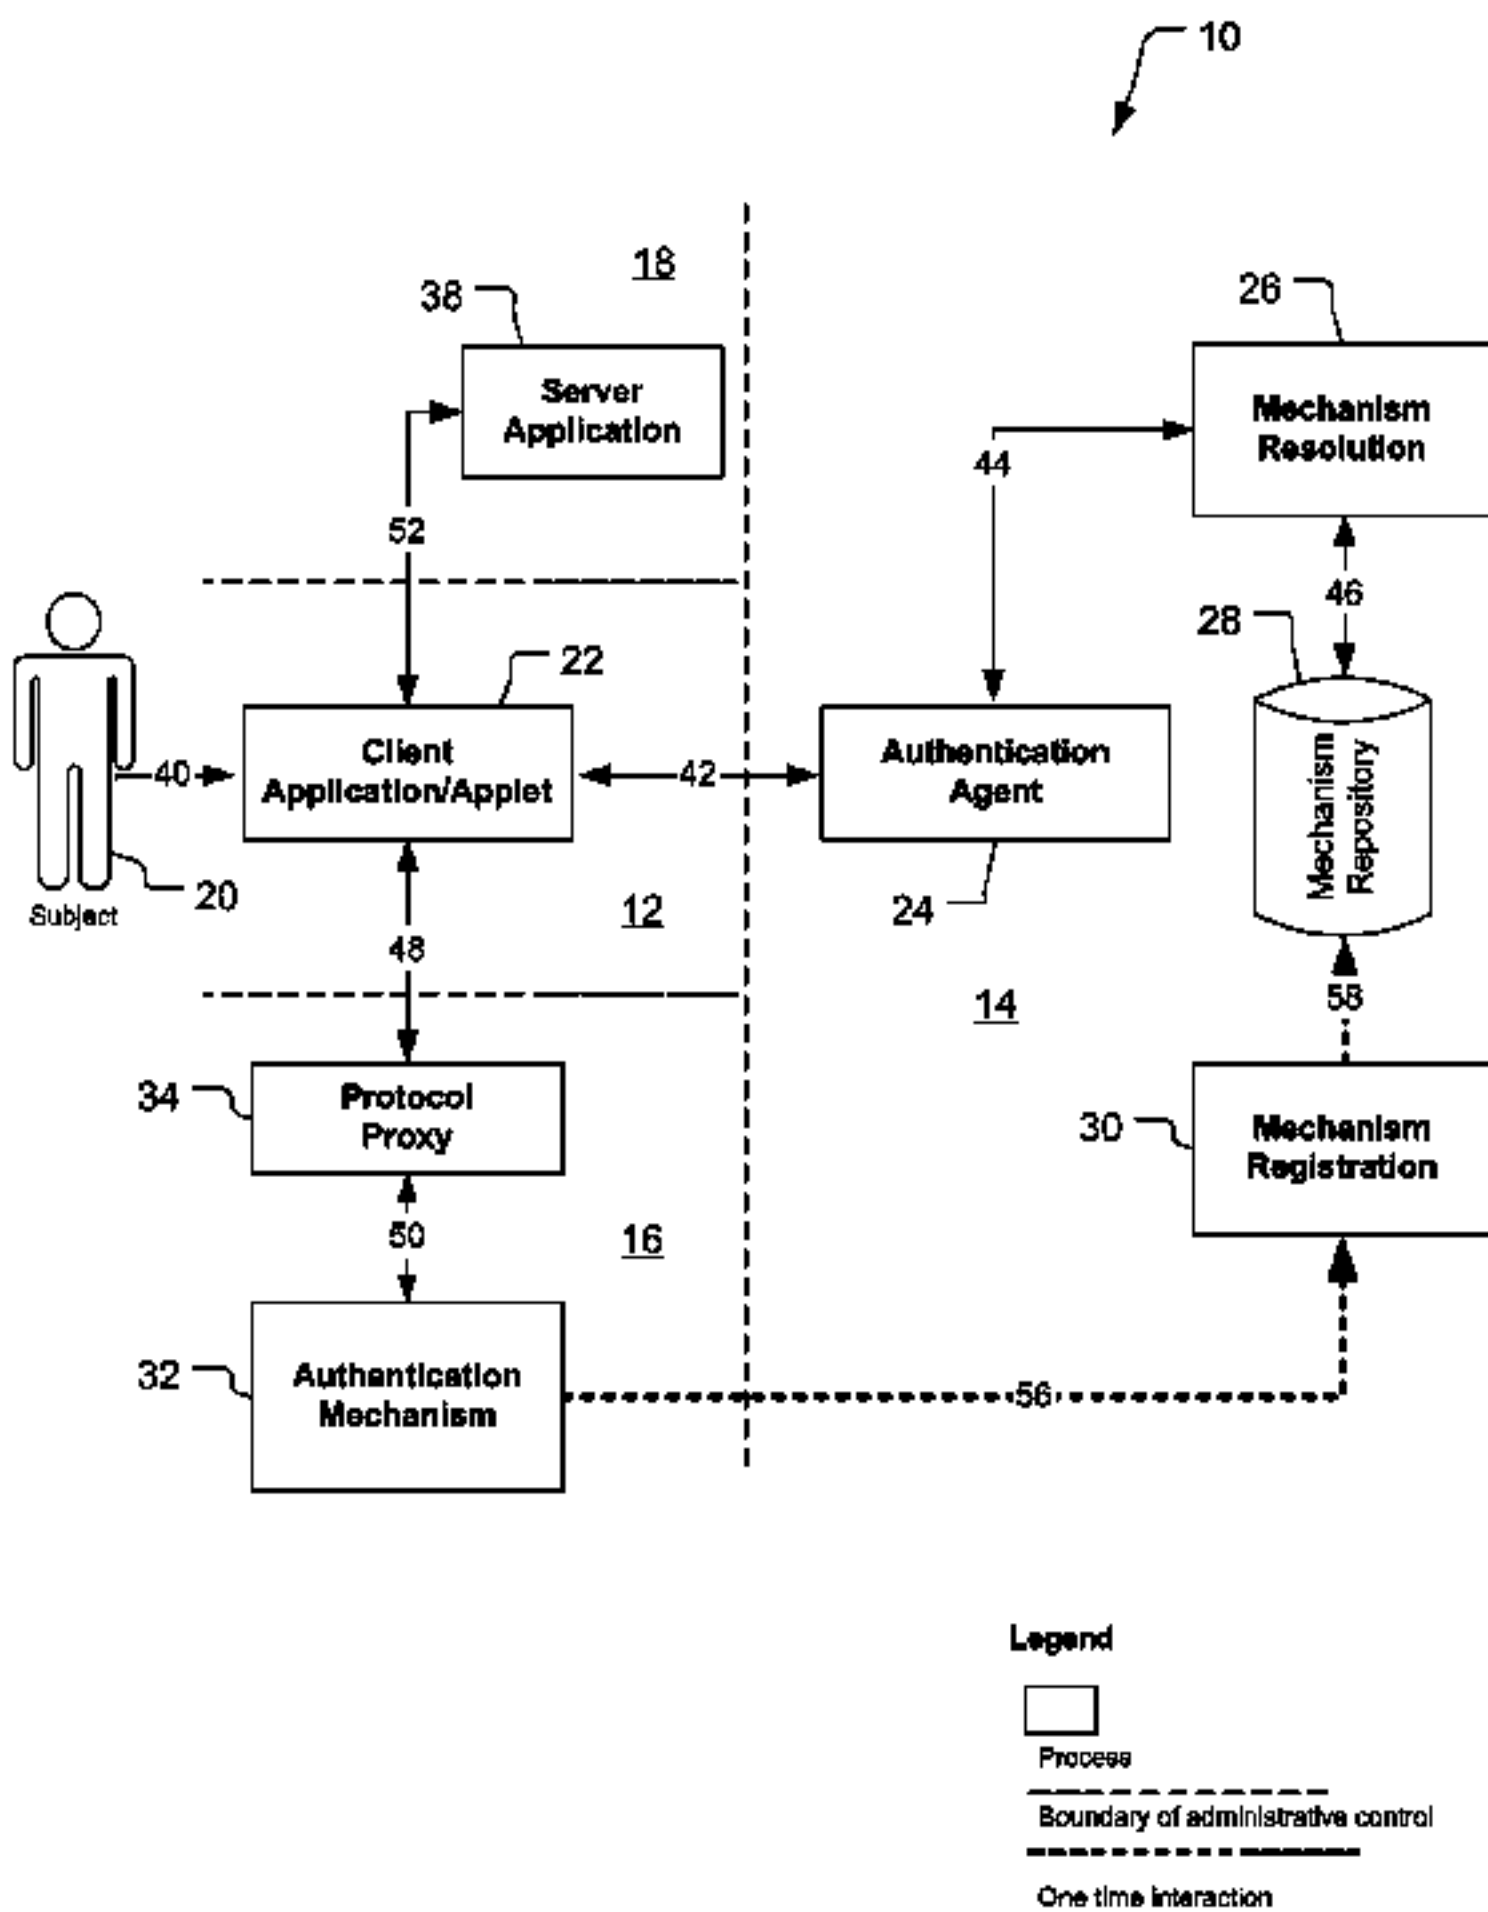 10
18
38
26
Server
Application
Mechanism
Resolution
44
52
46
28
22
Client
Application/Applet
Authentication
Agent
Mechanism
Repository
40
42
20
Subject
12
24
48
14
58
34
Protocol
Proxy
30
Mechanism
Registration
50
16
32
Authentication
Mechanism
56
Legend
Process
Boundary of administrative control
One time interaction